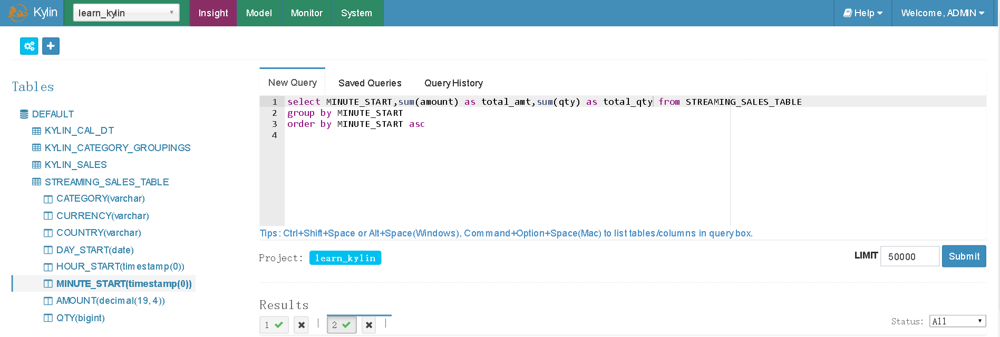 Kylin learn_kylin Insight Model Monitor System Help Welcome, ADMIN
Tables
DEFAULT
KYLIN_CAL_DT
KYLIN_CATEGORY_GROUPINGS
KYLIN_SALES
STREAMING_SALES_TABLE
CATEGORY(varchar)
CURRENCY(varchar)
COUNTRY(varchar)
DAY_START(date)
HOUR_START(timestamp(0))
MINUTE_START(timestamp(0))
AMOUNT(decimal(19, 4))
QTY(bigint)
New Query Saved Queries Query History
1 select MINUTE_START,sum(amount) as total_amt,sum(qty) as total_qty from STREAMING_SALES_TABLE
2 group by MINUTE_START
3 order by MINUTE_START asc
4
Tips: Ctrl+Shift+Space or Alt+Space(Windows), Command+Option+Space(Mac) to list tables/columns in query box.
Project: learn_kylin LIMIT 50000 Submit
Results
1 2 Status: All